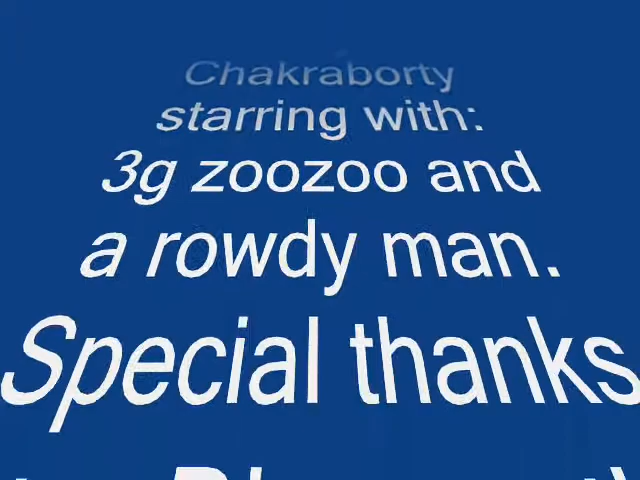 Chakraborty
starring with:
3g zoozoo and
a rowdy man.
Special thanks